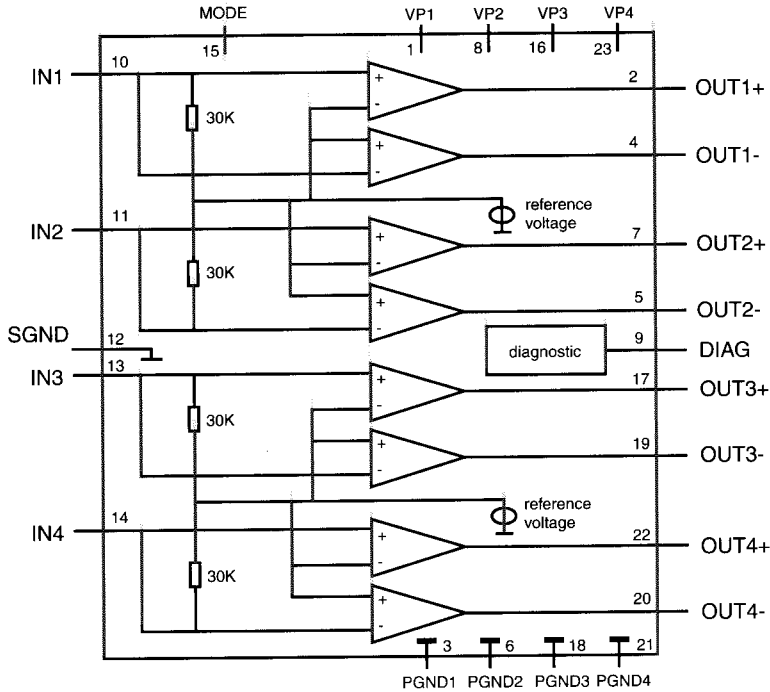 MODE VP1 VP2 VP3 VP4
15 1 8 16 23
IN1 10 + 2 OUT1+
30K -
+ 4 OUT1-
-
11 reference
voltage
IN2 + 7 OUT2+
30K -
+ 5 OUT2-
-
SGND 12 diagnostic 9 DIAG
IN3 13 + 17 OUT3+
30K -
+ 19 OUT3-
-
14 reference
voltage
IN4 + 22 OUT4+
30K -
+ 20 OUT4-
-
3 6 18 21
PGND1 PGND2 PGND3 PGND4